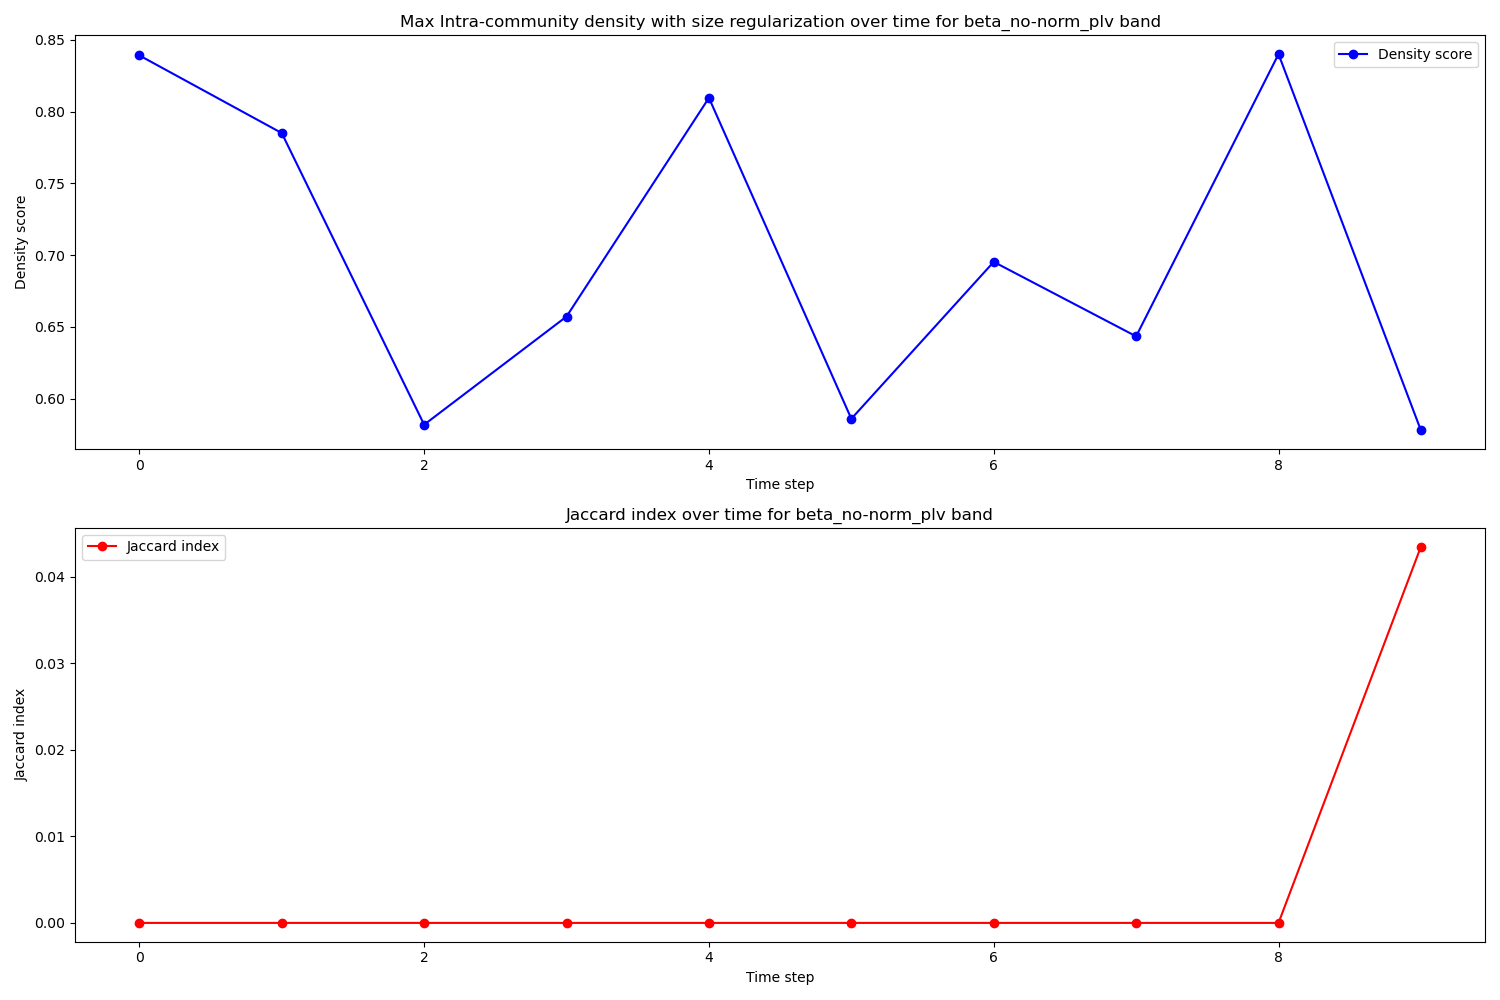 Max Intra-community density with size regularization over time for beta_no-norm_plv band
0.85
0.80
0.75
0.70
0.65
0.60
Density score
Density score
0
2
4
6
8
Time step
Jaccard index over time for beta_no-norm_plv band
Jaccard index
0.04
0.03
0.02
0.01
0.00
Jaccard index
0
2
4
6
8
Time step